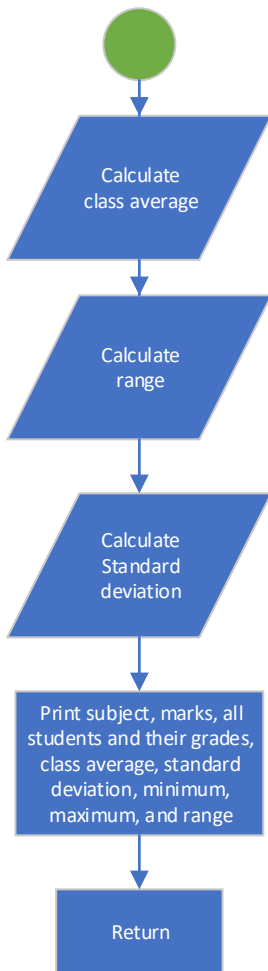 Calculate
class average
Calculate
range
Calculate
Standard
deviation
Print subject, marks, all
students and their grades,
class average, standard
deviation, minimum,
maximum, and range
Return